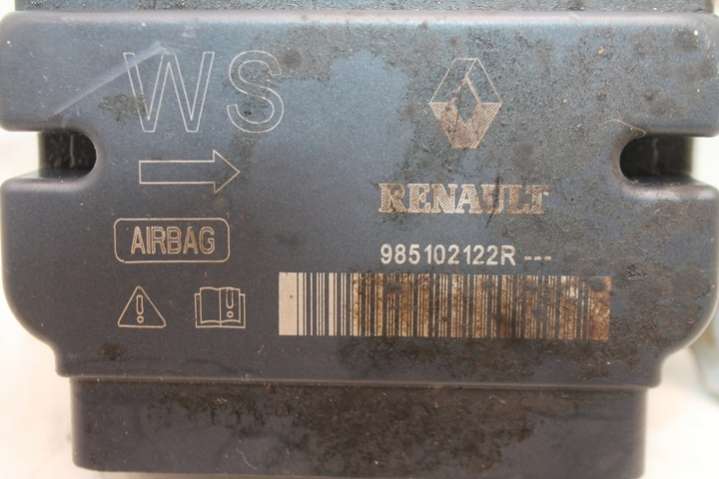 WS
RENAULT
AIRBAG
985102122R ---